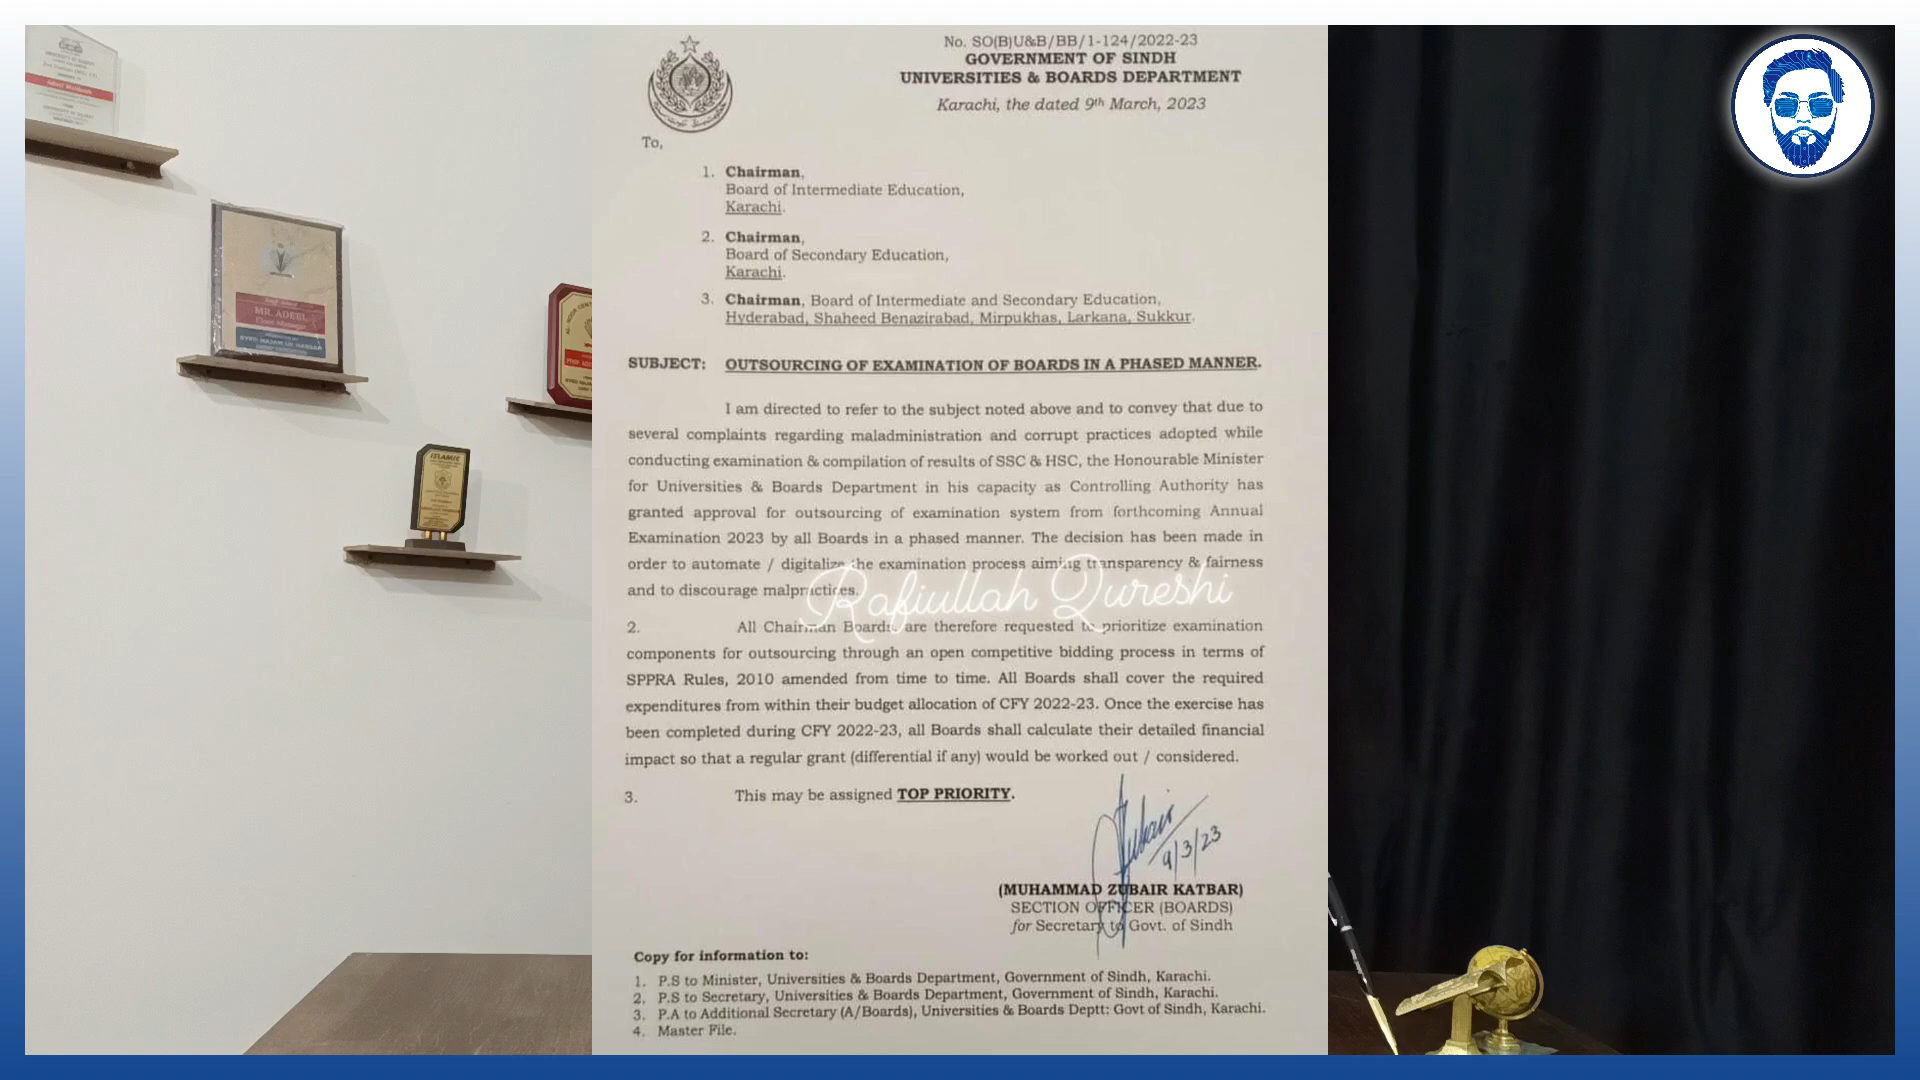 No. SO(B)U&B/BB/1-124/2022-23
GOVERNMENT OF SINDH
UNIVERSITIES & BOARDS DEPARTMENT
Karachi, the dated 9th March, 2023
To,
1. Chairman,
Board of Intermediate Education,
Karachi.
2. Chairman,
Board of Secondary Education,
Karachi.
3. Chairman, Board of Intermediate and Secondary Education,
Hyderabad, Shaheed Benazirabad, Mirpukhas, Larkana, Sukkur.
SUBJECT: OUTSOURCING OF EXAMINATION OF BOARDS IN A PHASED MANNER.
I am directed to refer to the subject noted above and to convey that due to
several complaints regarding maladministration and corrupt practices adopted while
conducting examination & compilation of results of SSC & HSC, the Honourable Minister
for Universities & Boards Department in his capacity as Controlling Authority has
granted approval for outsourcing of examination system from forthcoming Annual
Examination 2023 by all Boards in a phased manner. The decision has been made in
order to automate / digitalize the examination process aiming transparency & fairness
and to discourage malpractices.
Rafiullah Qureshi
2. All Chairman Boards, are therefore requested to prioritize examination
components for outsourcing through an open competitive bidding process in terms of
SPPRA Rules, 2010 amended from time to time. All Boards shall cover the required
expenditures from within their budget allocation of CFY 2022-23. Once the exercise has
been completed during CFY 2022-23, all Boards shall calculate their detailed financial
impact so that a regular grant (differential if any) would be worked out / considered.
3. This may be assigned TOP PRIORITY.
Zubair
9/3/23
(MUHAMMAD ZUBAIR KATBAR)
SECTION OFFICER (BOARDS)
for Secretary to Govt. of Sindh
Copy for information to:
1. P.S to Minister, Universities & Boards Department, Government of Sindh, Karachi.
2. P.S to Secretary, Universities & Boards Department, Government of Sindh, Karachi.
3. P.A to Additional Secretary (A/Boards), Universities & Boards Deptt: Govt of Sindh, Karachi.
4. Master File.
MR. ADEEL
ISLAMIC